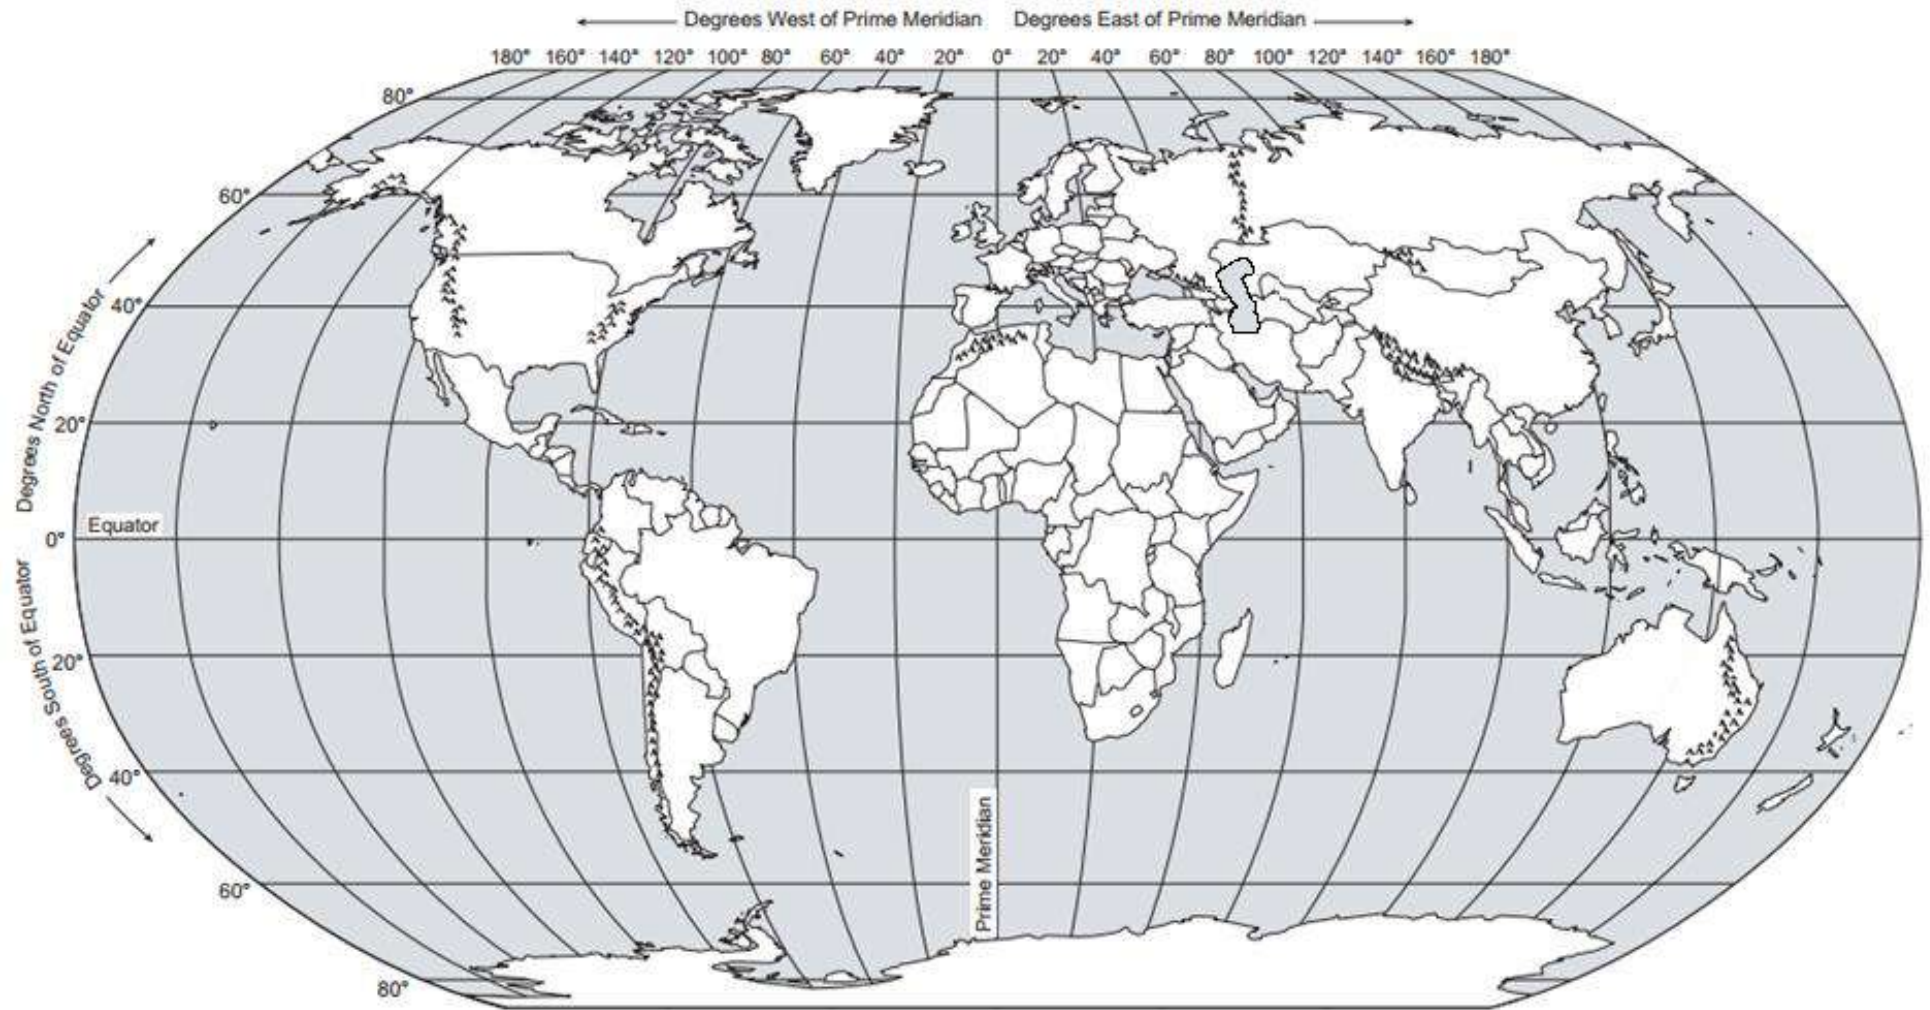 Degrees West of Prime Meridian Degrees East of Prime Meridian
180° 160° 140° 120° 100° 80° 60° 40° 20° 0° 20° 40° 60° 80° 100° 120° 140° 160° 180°
80°
60°
Degrees North of Equator
40°
20°
Equator
0°
Degrees Ssouth of Equator
20°
40°
Prime Meridian
60°
80°